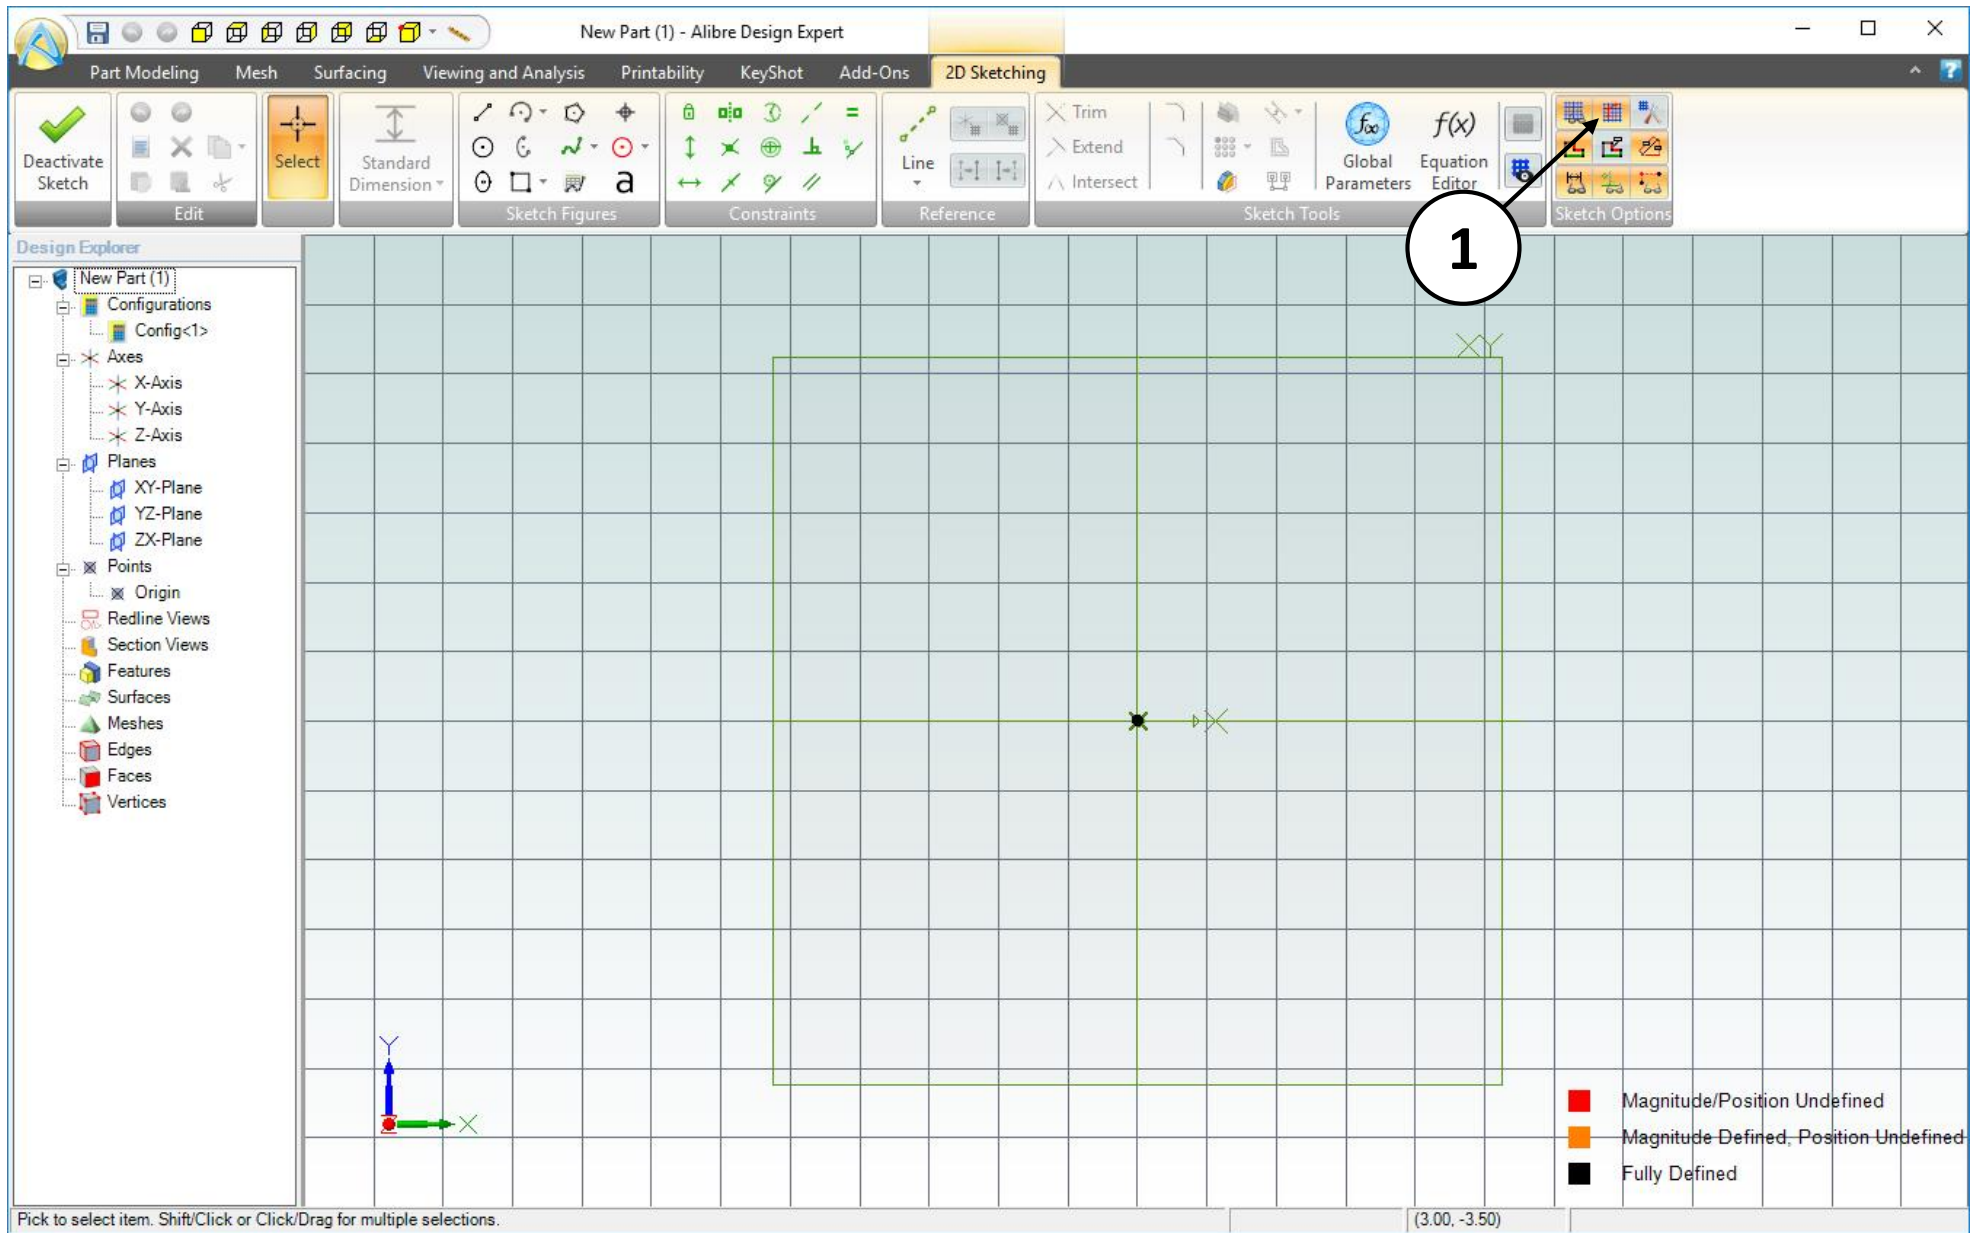 New Part (1) - Alibre Design Expert
Part Modeling Mesh Surfacing Viewing and Analysis Printability KeyShot Add-Ons 2D Sketching
Deactivate Sketch
Edit
Select
Standard Dimension
a
Sketch Figures
Constraints
Line
Reference
Trim
Extend
Intersect
Sketch Tools
Global Parameters
f(x)
Equation Editor
Sketch Options
1
Design Explorer
New Part (1)
Configurations
Config<1>
Axes
X-Axis
Y-Axis
Z-Axis
Planes
XY-Plane
YZ-Plane
ZX-Plane
Points
Origin
Redline Views
Section Views
Features
Surfaces
Meshes
Edges
Faces
Vertices
XY
X
Y
X
Z
Magnitude/Position Undefined
Magnitude Defined, Position Undefined
Fully Defined
Pick to select item. Shift/Click or Click/Drag for multiple selections.
(3.00, -3.50)